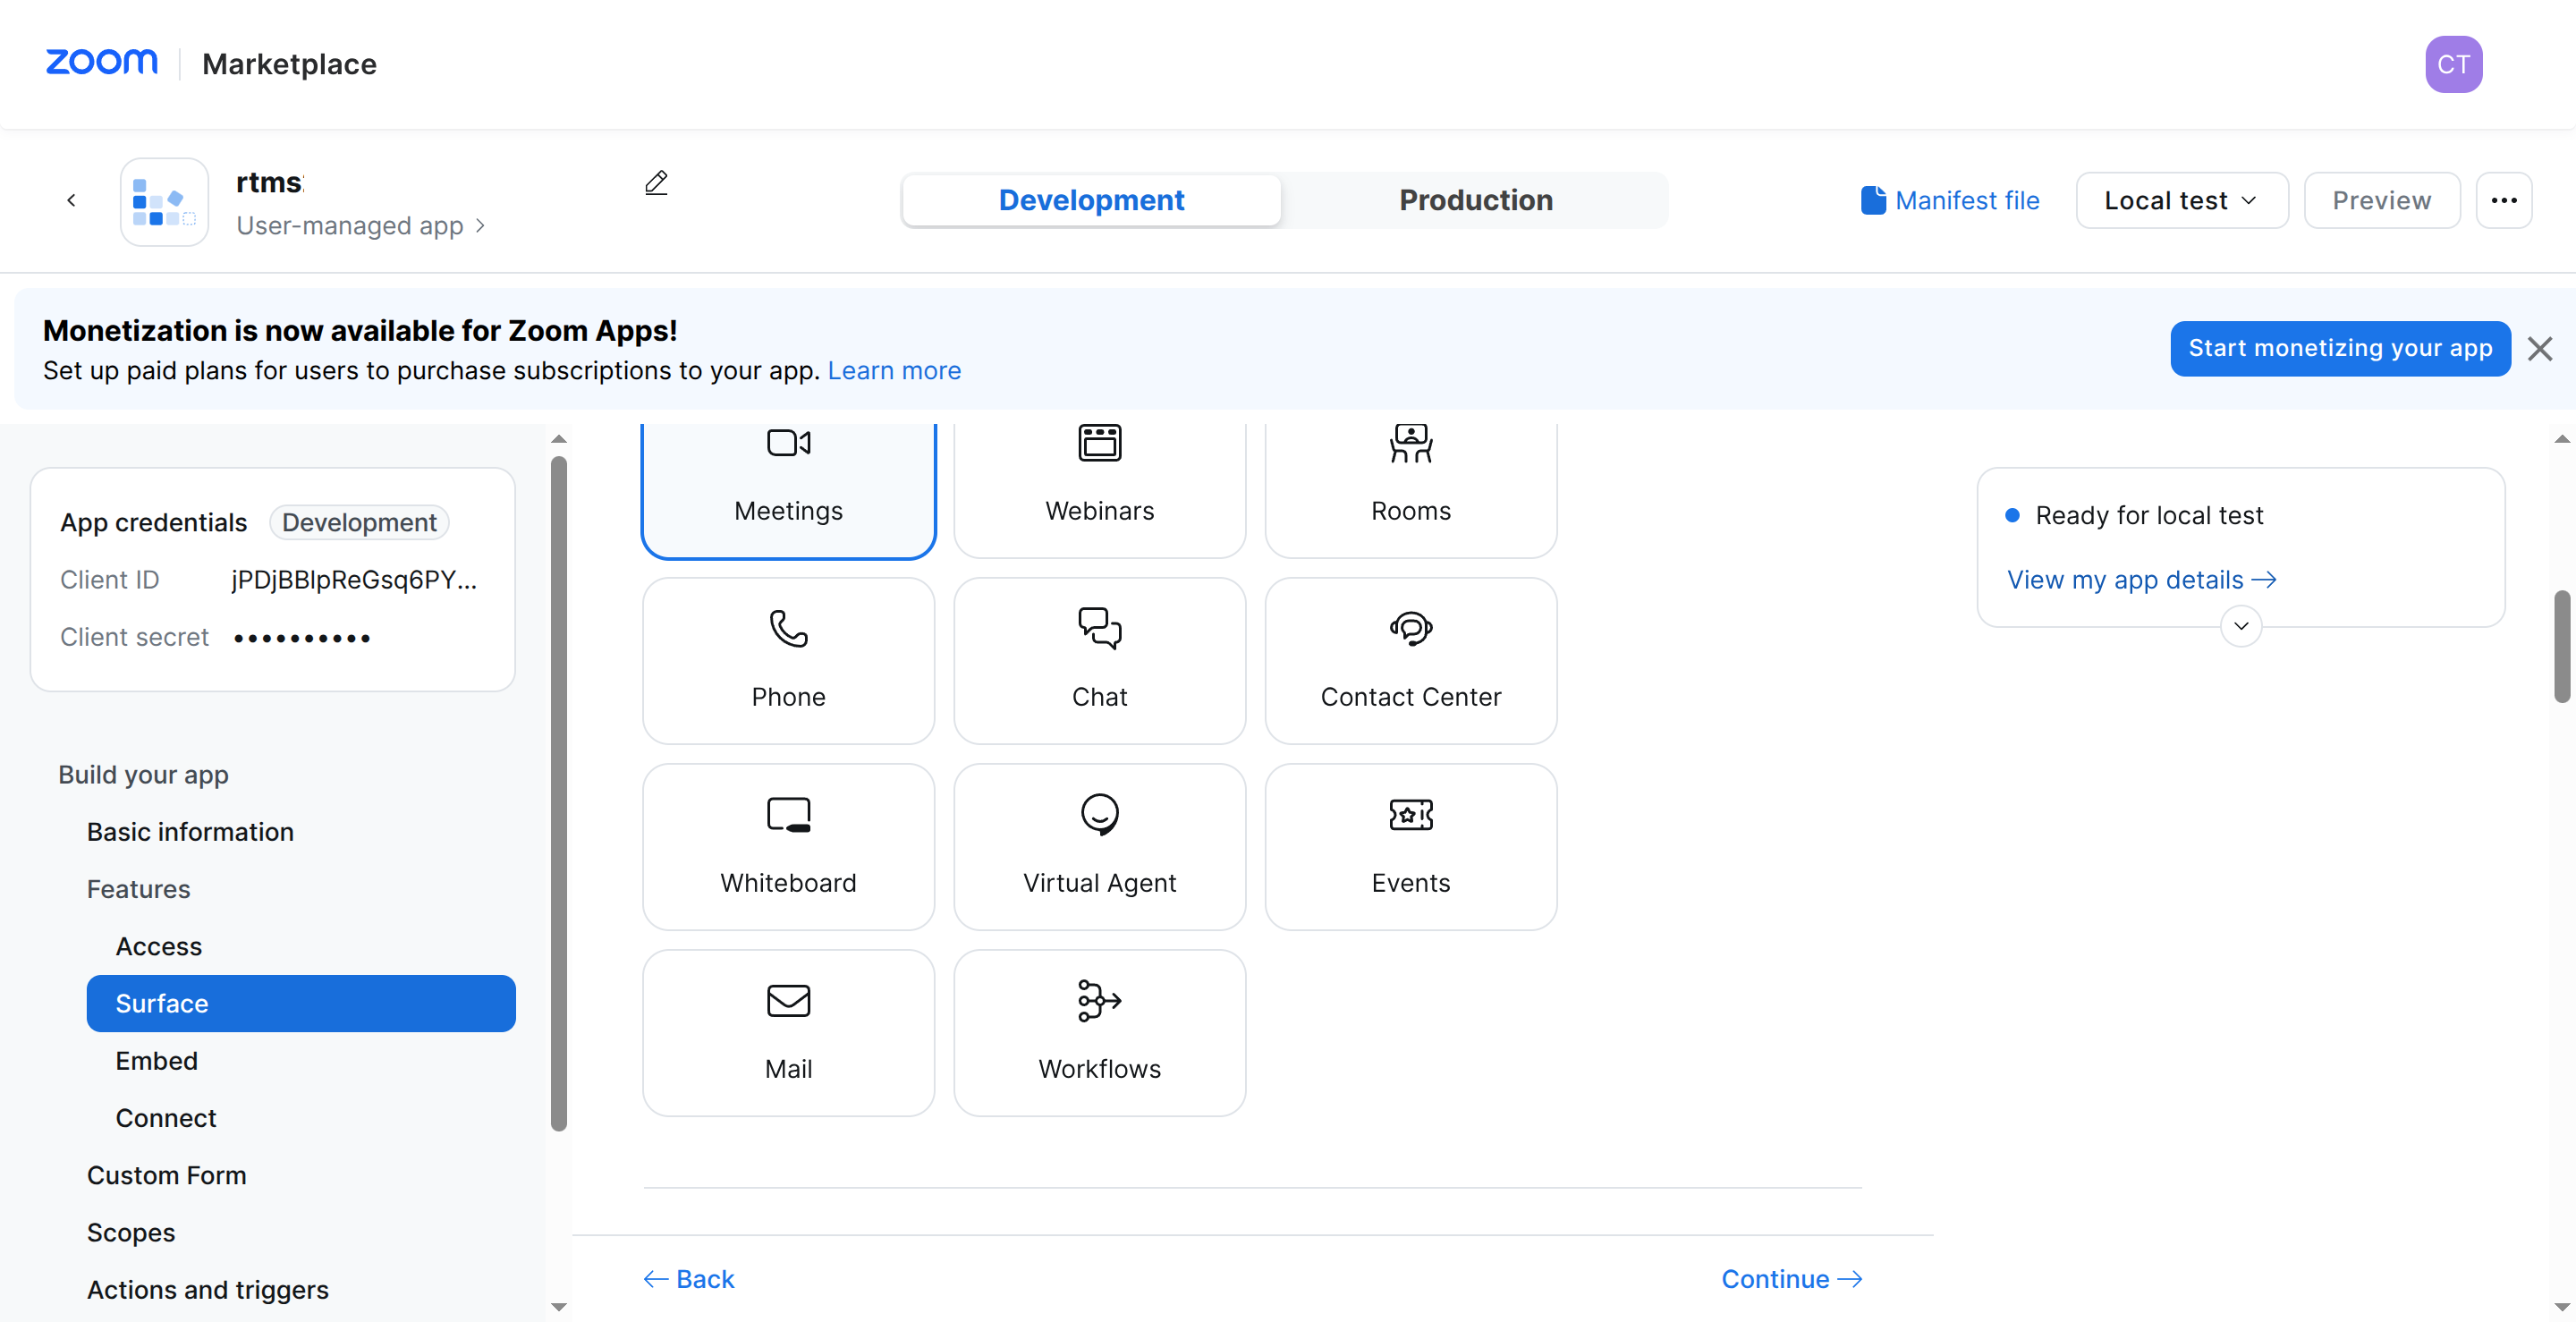 zoom Marketplace
CT
rtms
User-managed app
Development
Production
Manifest file
Local test
Preview
Monetization is now available for Zoom Apps!
Set up paid plans for users to purchase subscriptions to your app. Learn more
Start monetizing your app
App credentials Development
Client ID jPDjBBlpReGsq6PY...
Client secret ••••••••••
Build your app
Basic information
Features
Access
Surface
Embed
Connect
Custom Form
Scopes
Actions and triggers
Meetings
Webinars
Rooms
Phone
Chat
Contact Center
Whiteboard
Virtual Agent
Events
Mail
Workflows
Back
Continue
Ready for local test
View my app details